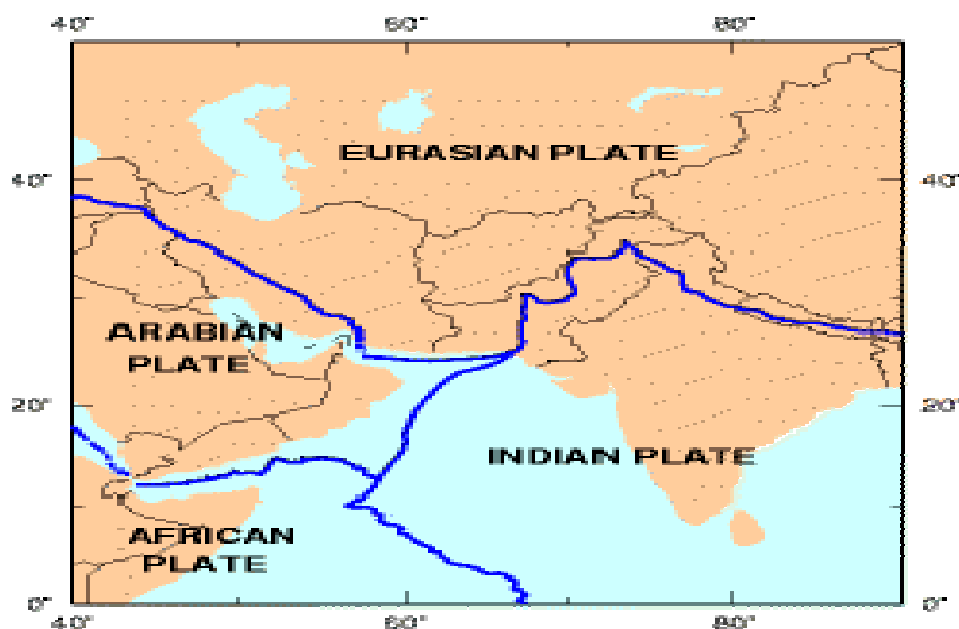 40° 60° 80°
EURASIAN PLATE
40° 40°
ARABIAN
PLATE
20° 20°
INDIAN PLATE
AFRICAN
PLATE
0° 0°
40° 60° 80°